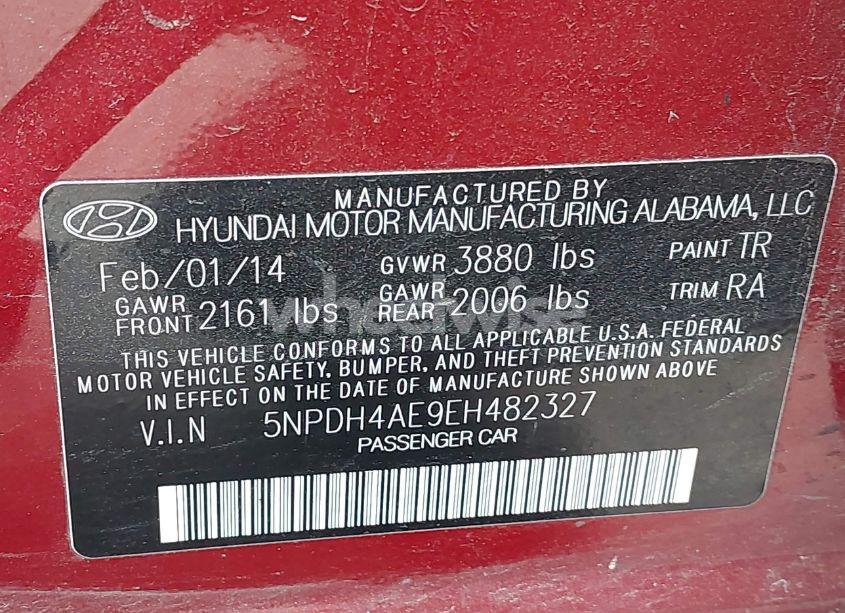 MANUFACTURED BY
HYUNDAI MOTOR MANUFACTURING ALABAMA, LLC
Feb/01/14 GVWR 3880 lbs PAINT TR
GAWR FRONT 2161 lbs GAWR REAR 2006 lbs TRIM RA
wheelwise
THIS VEHICLE CONFORMS TO ALL APPLICABLE U.S.A. FEDERAL
MOTOR VEHICLE SAFETY, BUMPER, AND THEFT PREVENTION STANDARDS
IN EFFECT ON THE DATE OF MANUFACTURE SHOWN ABOVE
V.I.N 5NPDH4AE9EH482327
PASSENGER CAR